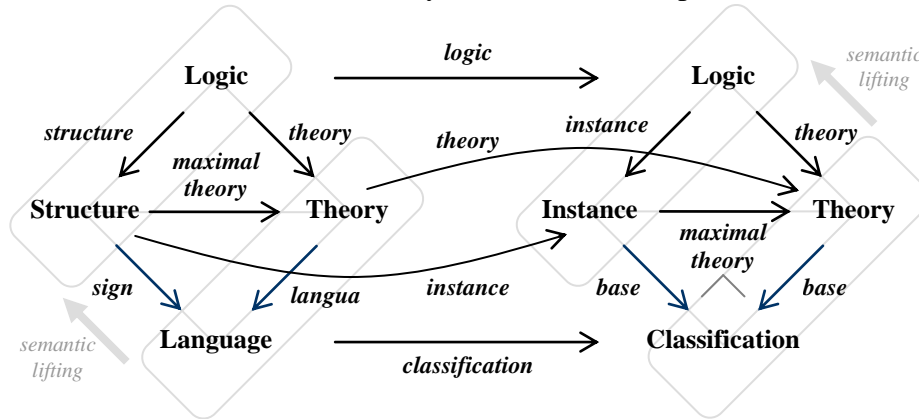 logic
Logic
Logic
semantic
lifting
structure
theory
theory
instance
theory
maximal
theory
Structure
Theory
Instance
Theory
maximal
theory
sign
langua
instance
base
base
Language
Classification
semantic
lifting
classification